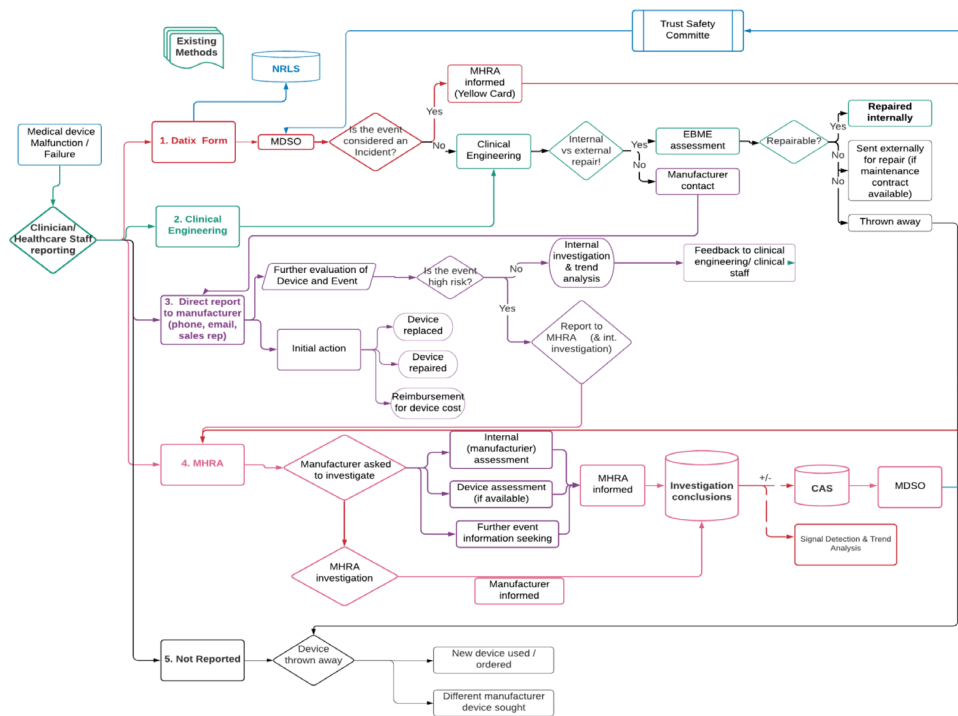 Trust Safety
Committe
Existing
Methods
NRLS
MHRA
informed
(Yellow Card)
Medical device
Malfunction /
Failure
1. Datix Form
MDSO
Is the event
considered an
Incident?
Yes
No
Clinical
Engineering
Internal
vs external
repair!
Yes
No
EBME
assessment
Manufacturer
contact
Repairable?
Yes
No
No
Repaired
internally
Sent externally
for repair (if
maintenance
contract
available)
Thrown away
Clinician/
Healthcare Staff
reporting
2. Clinical
Engineering
3. Direct report
to manufacturer
(phone, email,
sales rep)
Further evaluation of
Device and Event
Is the event
high risk?
No
Yes
Internal
investigation
& trend
analysis
Feedback to clinical
engineering/ clinical
staff
Initial action
Device
replaced
Device
repaired
Reimbursement
for device cost
Report to
MHRA (& int.
investigation)
4. MHRA
Manufacturer asked
to investigate
Internal
(manufacturier)
assessment
Device assessment
(if available)
Further event
information seeking
MHRA
informed
Investigation
conclusions
+/-
CAS
MDSO
Signal Detection & Trend
Analysis
MHRA
investigation
Manufacturer
informed
5. Not Reported
Device
thrown away
New device used /
ordered
Different manufacturer
device sought